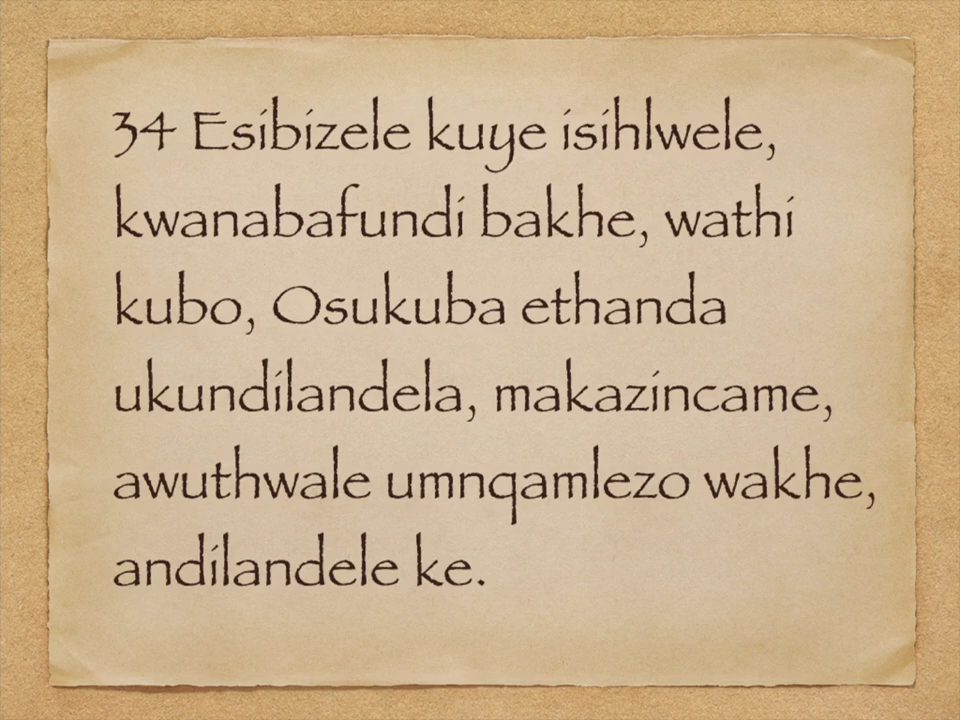 34 Esibizele kuye isihlwele,
kwanabafundi bakhe, wathi
kubo, Osukuba ethanda
ukundilandela, makazincame,
awuthwale umnqamlezo wakhe,
andilandele ke.